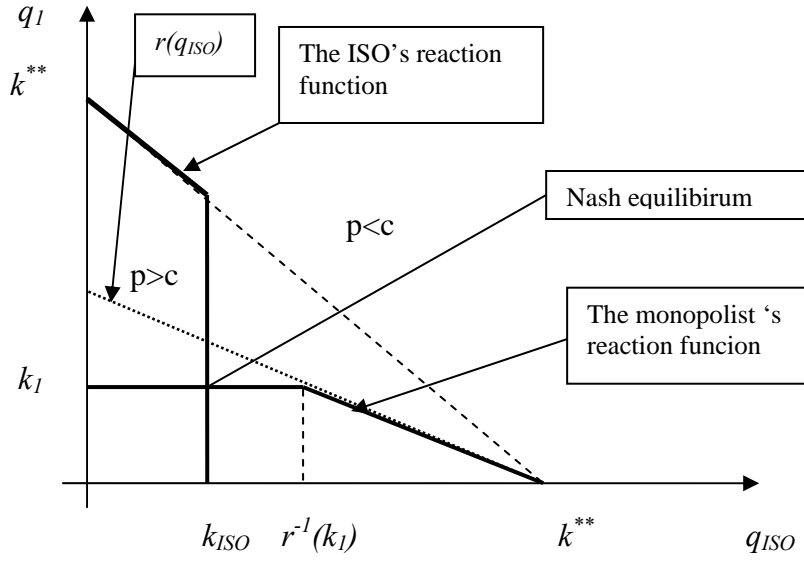 q1
r(qISO)
The ISO’s reaction
function
k**
Nash equilibirum
p<c
p>c
The monopolist ‘s
reaction funcion
k1
kISO
r-1(k1)
k**
qISO